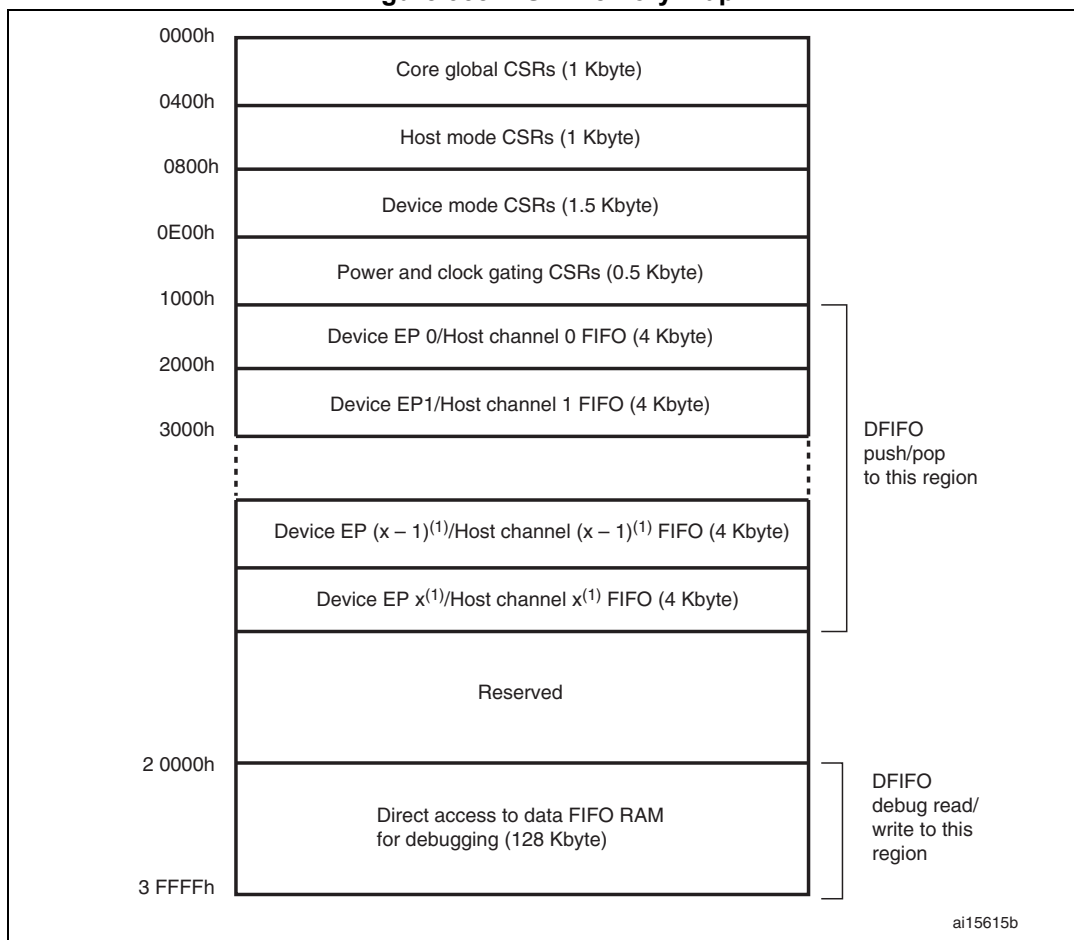 0000h
Core global CSRs (1 Kbyte)
0400h
Host mode CSRs (1 Kbyte)
0800h
Device mode CSRs (1.5 Kbyte)
0E00h
Power and clock gating CSRs (0.5 Kbyte)
1000h
Device EP 0/Host channel 0 FIFO (4 Kbyte)
2000h
Device EP1/Host channel 1 FIFO (4 Kbyte)
3000h
DFIFO
push/pop
to this region
Device EP (x – 1)(1)/Host channel (x – 1)(1) FIFO (4 Kbyte)
Device EP x(1)/Host channel x(1) FIFO (4 Kbyte)
Reserved
2 0000h
Direct access to data FIFO RAM
for debugging (128 Kbyte)
DFIFO
debug read/
write to this
region
3 FFFFh
ai15615b